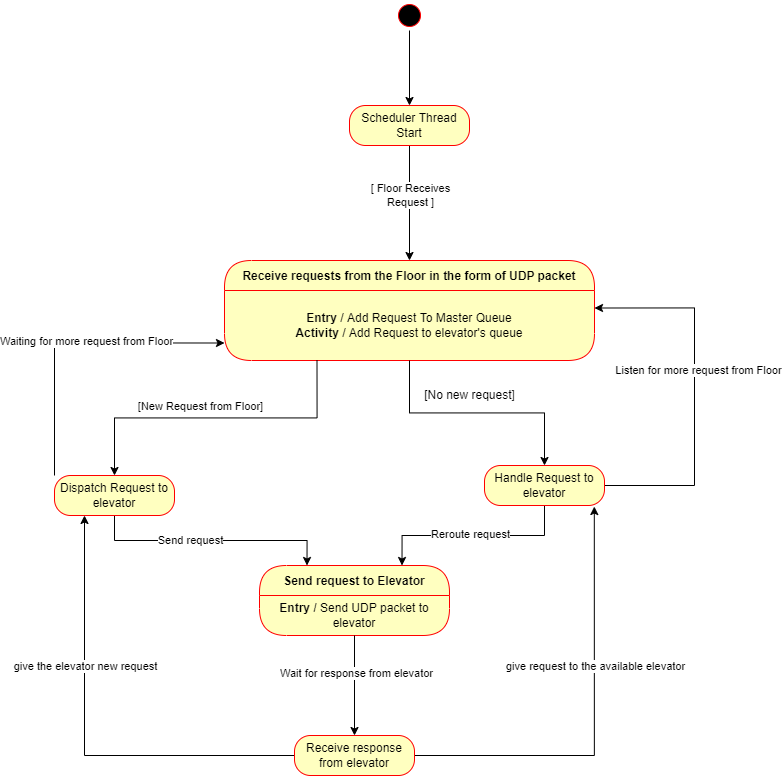 Scheduler Thread
Start
[ Floor Receives
Request ]
Receive requests from the Floor in the form of UDP packet
Entry / Add Request To Master Queue
Activity / Add Request to elevator's queue
Waiting for more request from Floor
Listen for more request from Floor
[New Request from Floor]
[No new request]
Dispatch Request to
elevator
Handle Request to
elevator
Send request
Reroute request
Send request to Elevator
Entry / Send UDP packet to
elevator
give the elevator new request
Wait for response from elevator
give request to the available elevator
Receive response
from elevator